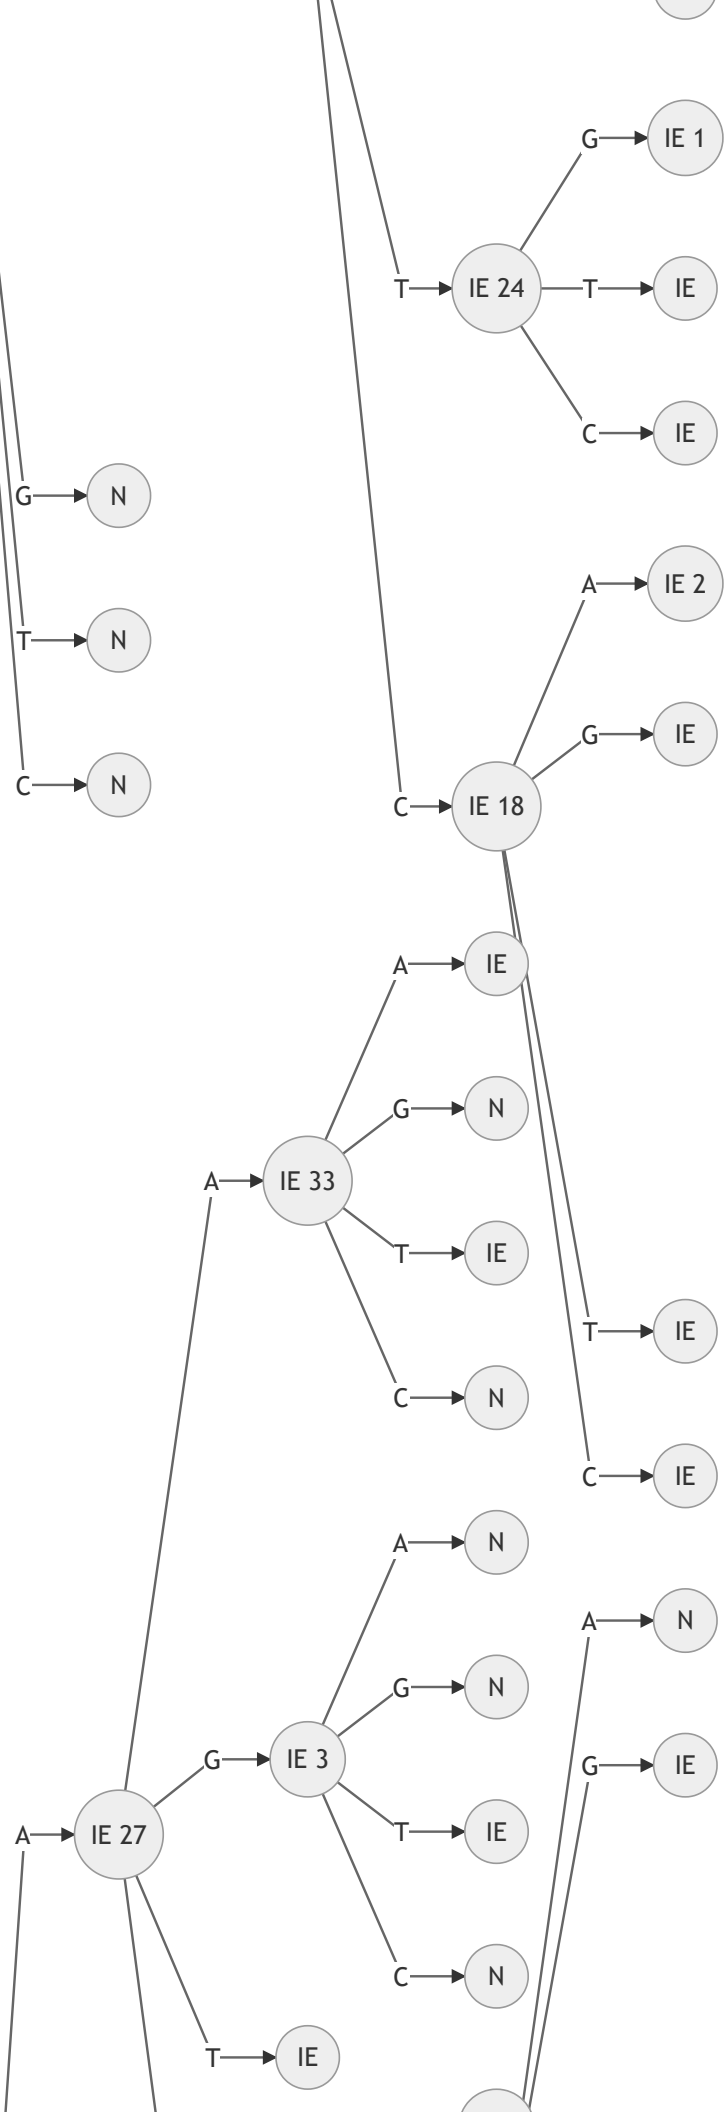 G IE 1
T IE 24 T IE
C IE
G N
A IE 2
T N
G IE
C N
C IE 18
A IE
G N
A IE 33
T IE
T IE
C N
C IE
A N
A N
G N
G IE 3
G IE
T IE
A IE 27
C N
T IE